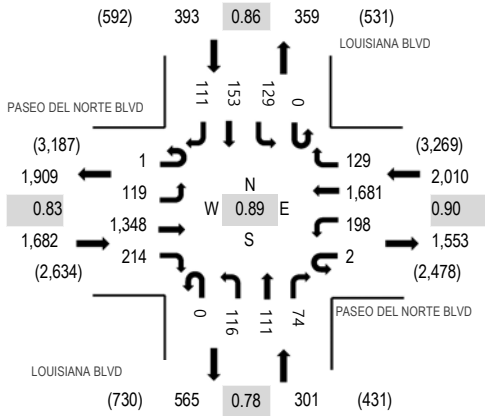 (592) 393 0.86 359 (531)
LOUISIANA BLVD
111 153 129 0
PASEO DEL NORTE BLVD
(3,187) (3,269)
1 129
1,909 2,010
119 N 1,681
0.83 W 0.89 E 0.90
1,348 S 198
1,682 1,553
214 2
(2,634) (2,478)
0 116 111 74
PASEO DEL NORTE BLVD
LOUISIANA BLVD
(730) 565 0.78 301 (431)